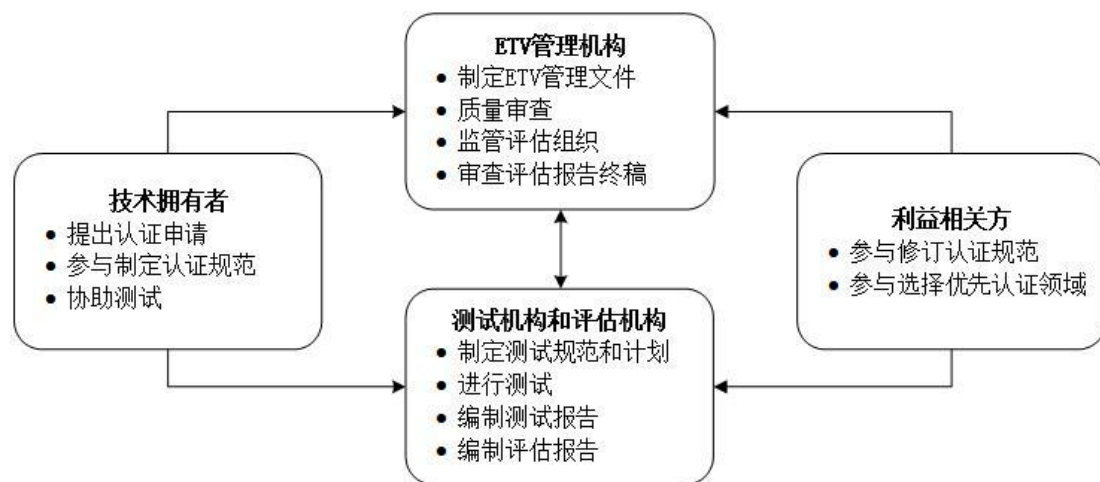 ETV管理机构
• 制定ETV管理文件
• 质量审查
• 监管评估组织
• 审查评估报告终稿
技术拥有者
• 提出认证申请
• 参与制定认证规范
• 协助测试
利益相关方
• 参与修订认证规范
• 参与选择优先认证领域
测试机构和评估机构
• 制定测试规范和计划
• 进行测试
• 编制测试报告
• 编制评估报告